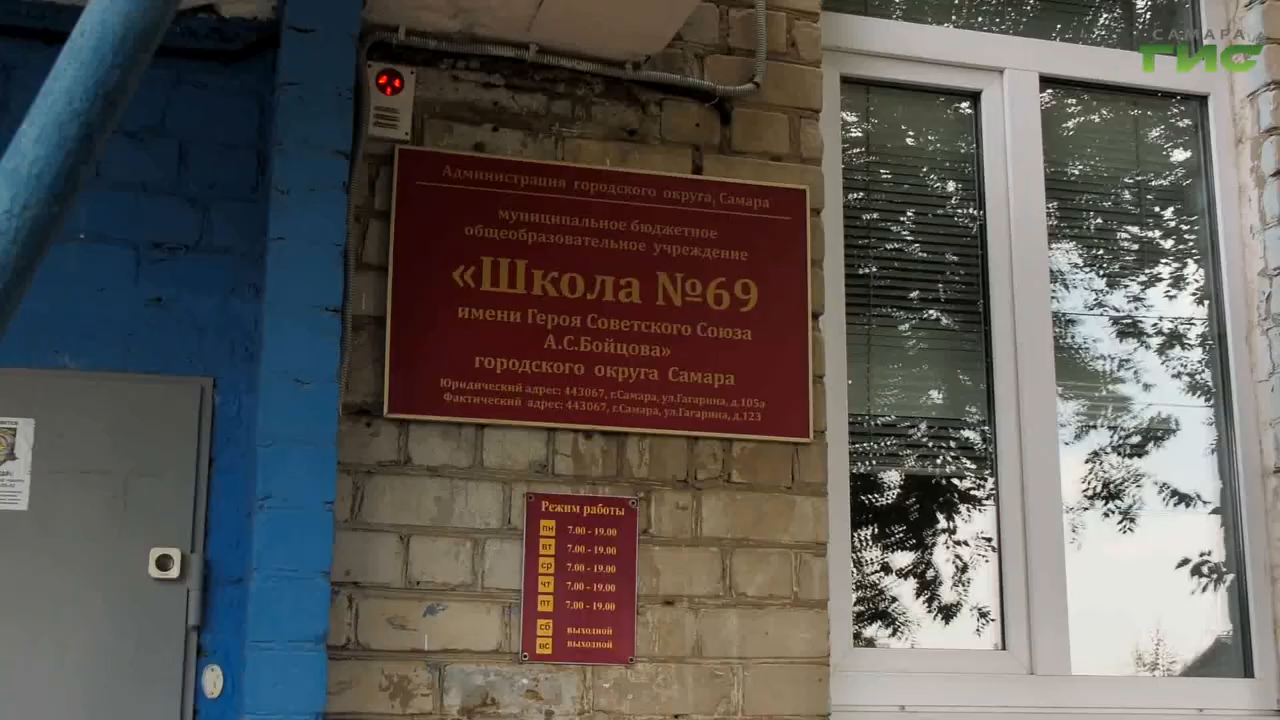 САМАРА
ГИС
Администрация городского округа, Самара
муниципальное бюджетное
общеобразовательное учреждение
«Школа №69
имени Героя Советского Союза
А.С.Бойцова»
городского округа Самара
Юридический адрес: 443067, г.Самара, ул.Гагарина, д.105а
Фактический адрес: 443067, г.Самара, ул.Гагарина, д.123
Режим работы
пн 7.00 - 19.00
вт 7.00 - 19.00
ср 7.00 - 19.00
чт 7.00 - 19.00
пт 7.00 - 19.00
сб выходной
вс выходной